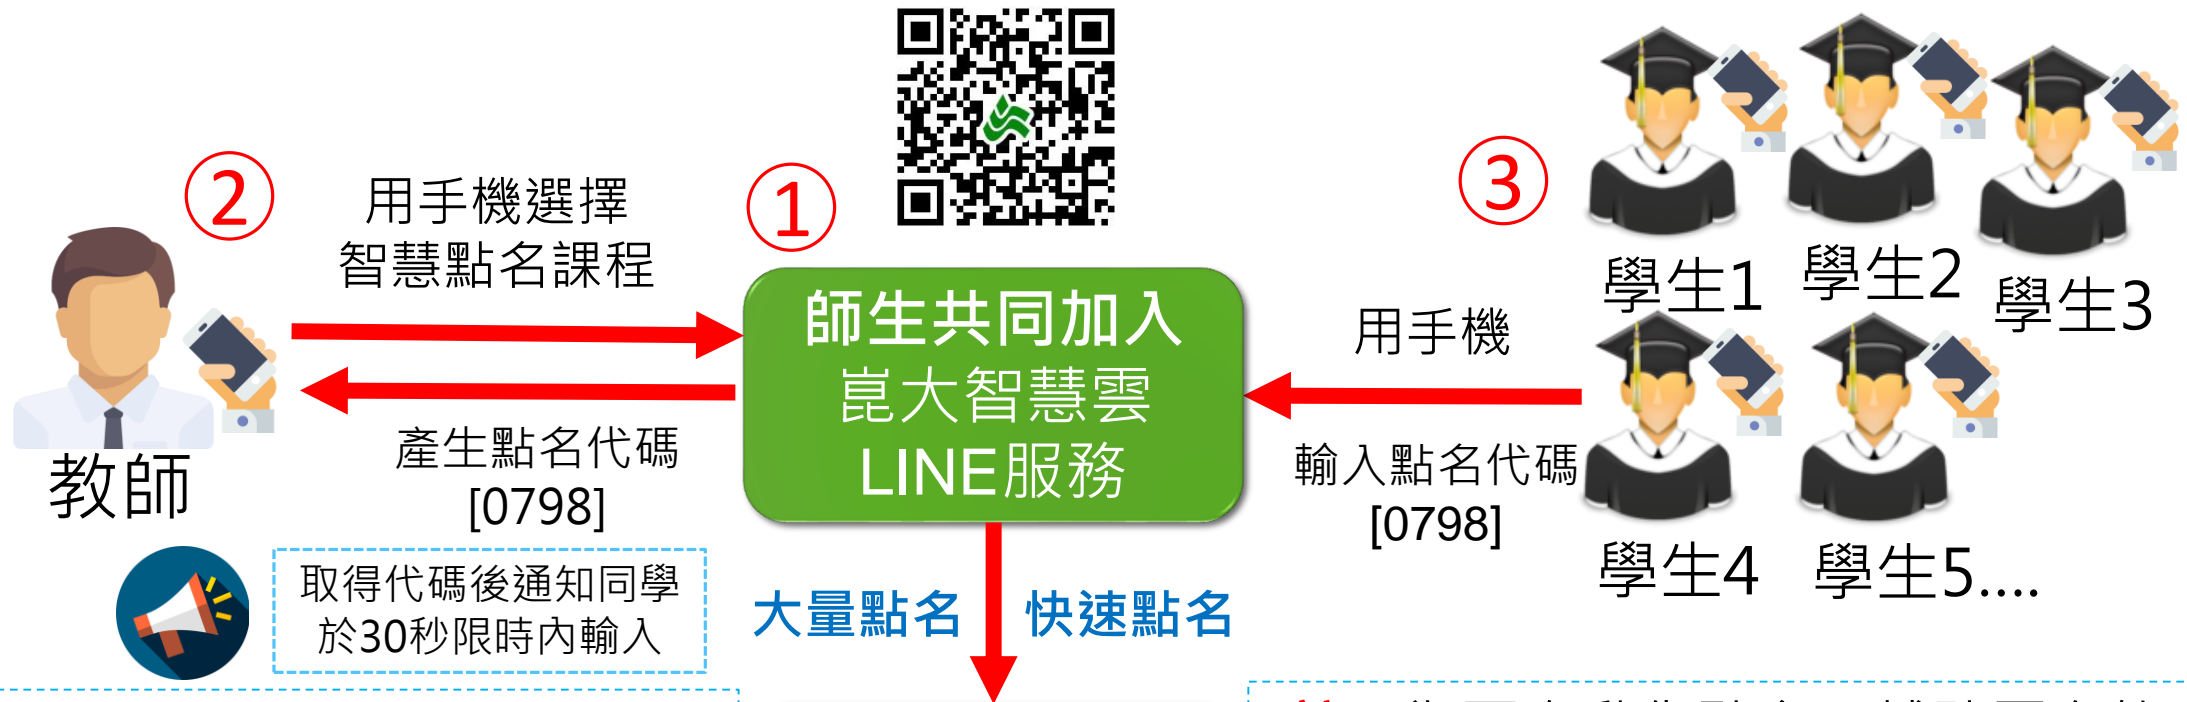 ②
用手機選擇
智慧點名課程
①
③
學生1
學生2
學生3
師生共同加入
崑大智慧雲
LINE服務
用手機
教師
產生點名代碼
[0798]
輸入點名代碼
[0798]
學生4
學生5....
取得代碼後通知同學
於30秒限時內輸入
大量點名
快速點名